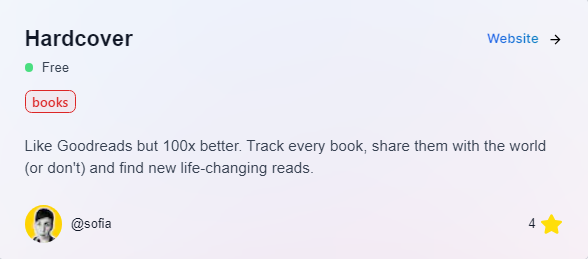 Hardcover
Website →
Free
books
Like Goodreads but 100x better. Track every book, share them with the world
(or don't) and find new life-changing reads.
@sofia
4